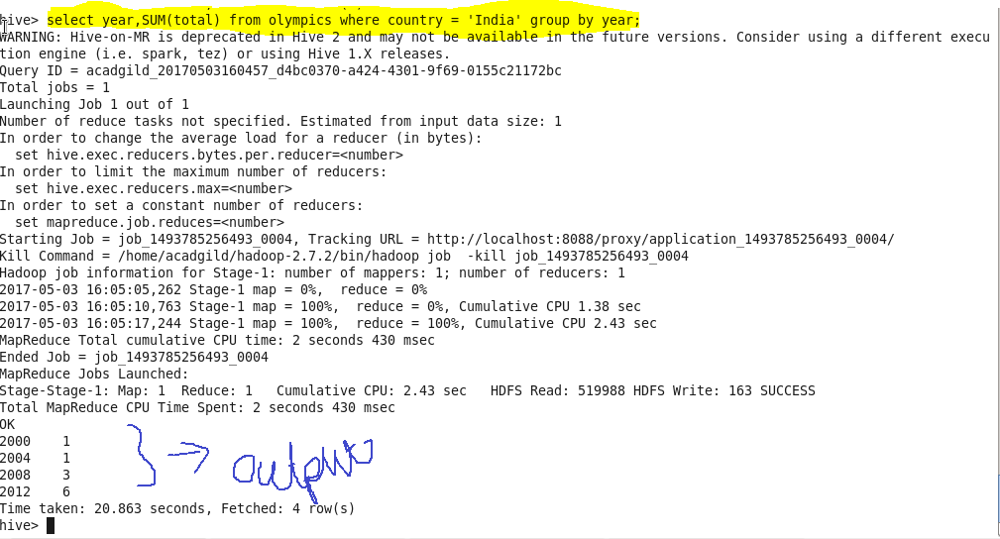 hive> select year,SUM(total) from olympics where country = 'India' group by year;
WARNING: Hive-on-MR is deprecated in Hive 2 and may not be available in the future versions. Consider using a different execu
tion engine (i.e. spark, tez) or using Hive 1.X releases.
Query ID = acadgild_20170503160457_d4bc0370-a424-4301-9f69-0155c21172bc
Total jobs = 1
Launching Job 1 out of 1
Number of reduce tasks not specified. Estimated from input data size: 1
In order to change the average load for a reducer (in bytes):
  set hive.exec.reducers.bytes.per.reducer=<number>
In order to limit the maximum number of reducers:
  set hive.exec.reducers.max=<number>
In order to set a constant number of reducers:
  set mapreduce.job.reduces=<number>
Starting Job = job_1493785256493_0004, Tracking URL = http://localhost:8088/proxy/application_1493785256493_0004/
Kill Command = /home/acadgild/hadoop-2.7.2/bin/hadoop job  -kill job_1493785256493_0004
Hadoop job information for Stage-1: number of mappers: 1; number of reducers: 1
2017-05-03 16:05:05,262 Stage-1 map = 0%,  reduce = 0%
2017-05-03 16:05:10,763 Stage-1 map = 100%,  reduce = 0%, Cumulative CPU 1.38 sec
2017-05-03 16:05:17,244 Stage-1 map = 100%,  reduce = 100%, Cumulative CPU 2.43 sec
MapReduce Total cumulative CPU time: 2 seconds 430 msec
Ended Job = job_1493785256493_0004
MapReduce Jobs Launched:
Stage-Stage-1: Map: 1  Reduce: 1   Cumulative CPU: 2.43 sec   HDFS Read: 519988 HDFS Write: 163 SUCCESS
Total MapReduce CPU Time Spent: 2 seconds 430 msec
OK
2000    1
2004    1
2008    3
2012    6
output
Time taken: 20.863 seconds, Fetched: 4 row(s)
hive>